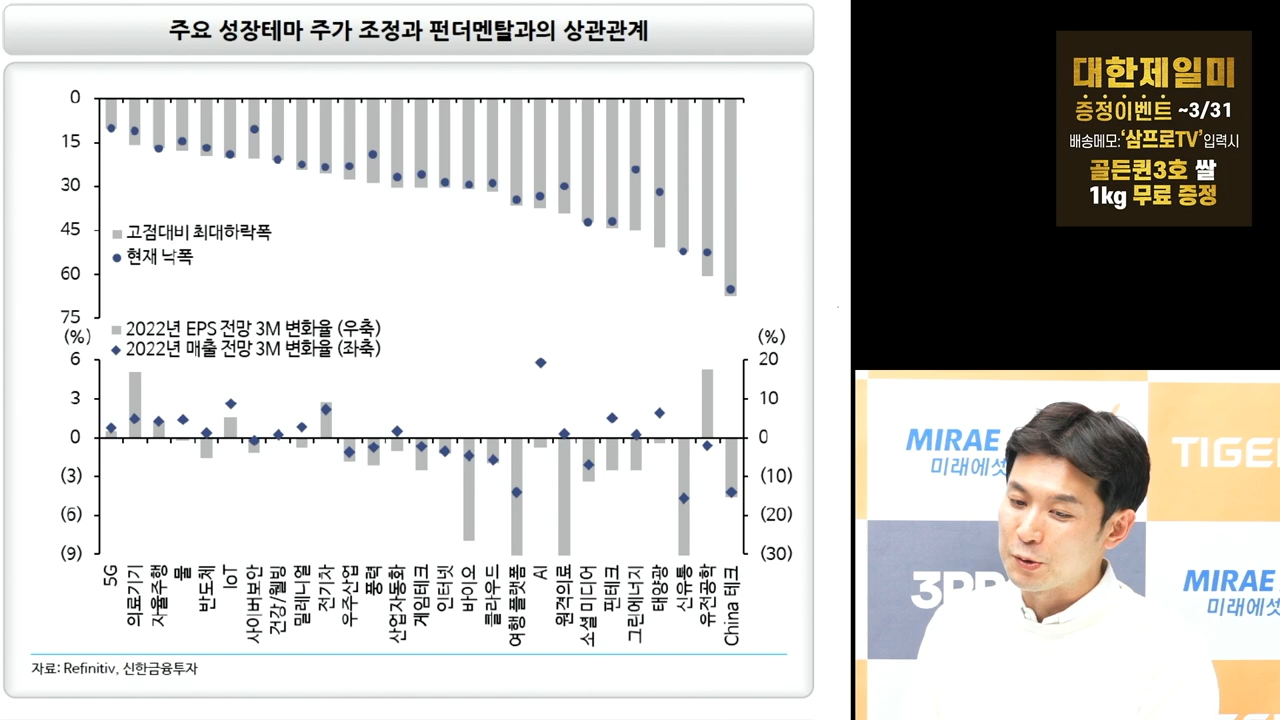 주요 성장테마 주가 조정과 펀더멘탈과의 상관관계
0
15
30
45
60
75
(%)
고점대비 최대하락폭
현재 낙폭
2022년 EPS 전망 3M 변화율 (우축)
2022년 매출 전망 3M 변화율 (좌축)
(%)
6
3
0
(3)
(6)
(9)
20
10
0
(10)
(20)
(30)
5G
의료기기
자율주행
물
반도체
IoT
사이버보안
건강/웰빙
밀레니얼
전기차
우주산업
풍력
산업자동화
게임테크
인터넷
바이오
클라우드
여행 플랫폼
AI
원격의료
소셜 미디어
핀테크
그린에너지
태양광
신유통
유전공학
China 테크
자료: Refinitiv, 신한금융투자
대한제일미
증정이벤트 ~3/31
배송메모:‘삼프로TV’입력시
골든퀸3호 쌀
1kg 무료 증정
MIRAE
미래에셋
TIGE
3PR
MIRAE
미래에셋